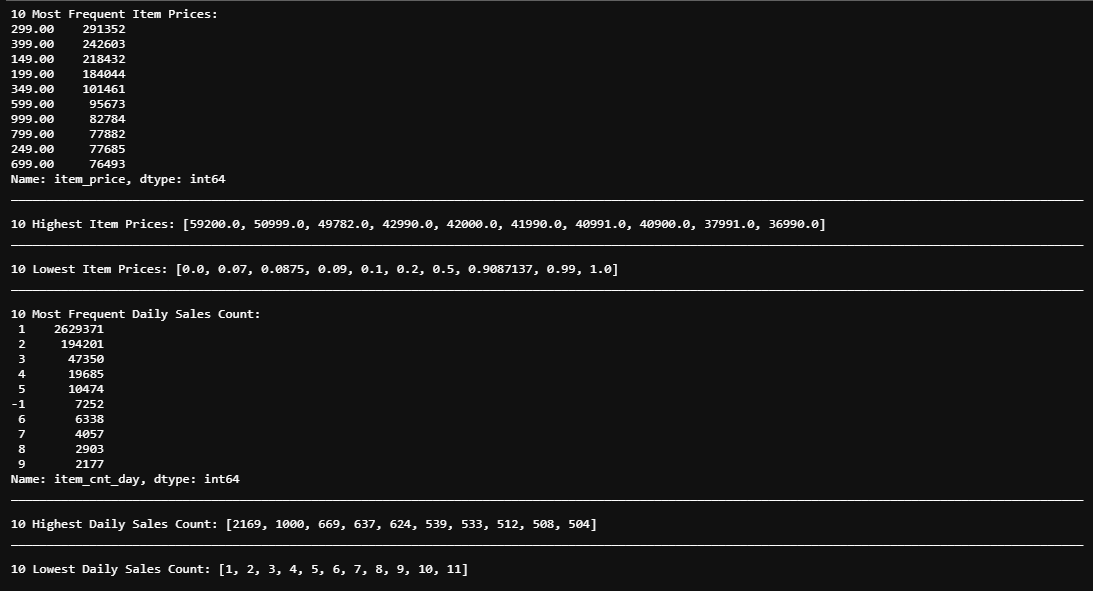 10 Most Frequent Item Prices:
299.00    291352
399.00    242603
149.00    218432
199.00    184044
349.00    101461
599.00     95673
999.00     82784
799.00     77882
249.00     77685
699.00     76493
Name: item_price, dtype: int64
10 Highest Item Prices: [59200.0, 50999.0, 49782.0, 42990.0, 42000.0, 41990.0, 40991.0, 40900.0, 37991.0, 36990.0]
10 Lowest Item Prices: [0.0, 0.07, 0.0875, 0.09, 0.1, 0.2, 0.5, 0.9087137, 0.99, 1.0]
10 Most Frequent Daily Sales Count:
 1    2629371
 2     194201
 3      47350
 4      19685
 5      10474
-1       7252
 6       6338
 7       4057
 8       2903
 9       2177
Name: item_cnt_day, dtype: int64
10 Highest Daily Sales Count: [2169, 1000, 669, 637, 624, 539, 533, 512, 508, 504]
10 Lowest Daily Sales Count: [1, 2, 3, 4, 5, 6, 7, 8, 9, 10, 11]